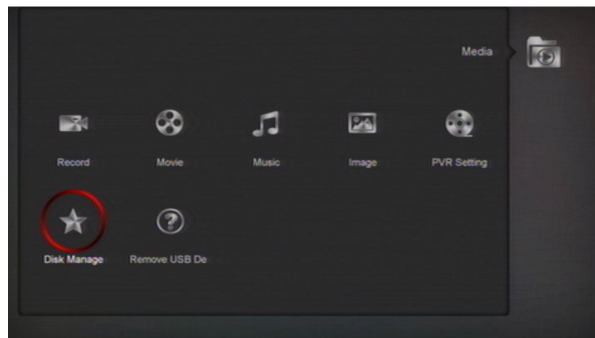 Media
Record
Movie
Music
Image
PVR Setting
Disk Manage
Remove USB De